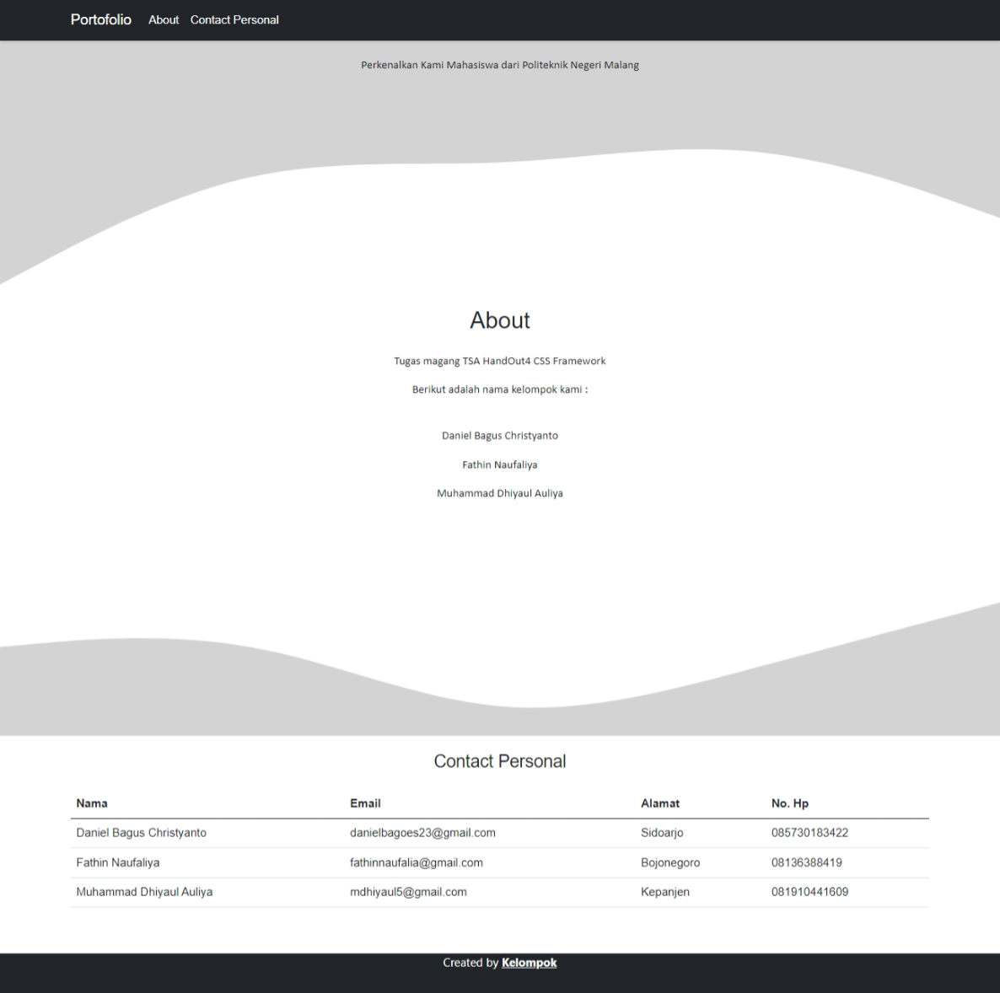 Portofolio About Contact Personal
Perkenalkan Kami Mahasiswa dari Politeknik Negeri Malang
About
Tugas magang TSA HandOut4 CSS Framework
Berikut adalah nama kelompok kami :
Daniel Bagus Christyanto
Fathin Naufaliya
Muhammad Dhiyaul Auliya
Contact Personal
Nama Email Alamat No. Hp
Daniel Bagus Christyanto danielbagoes23@gmail.com Sidoarjo 085730183422
Fathin Naufaliya fathinnaufalia@gmail.com Bojonegoro 08136388419
Muhammad Dhiyaul Auliya mdhiyaul5@gmail.com Kepanjen 081910441609
Created by Kelompok